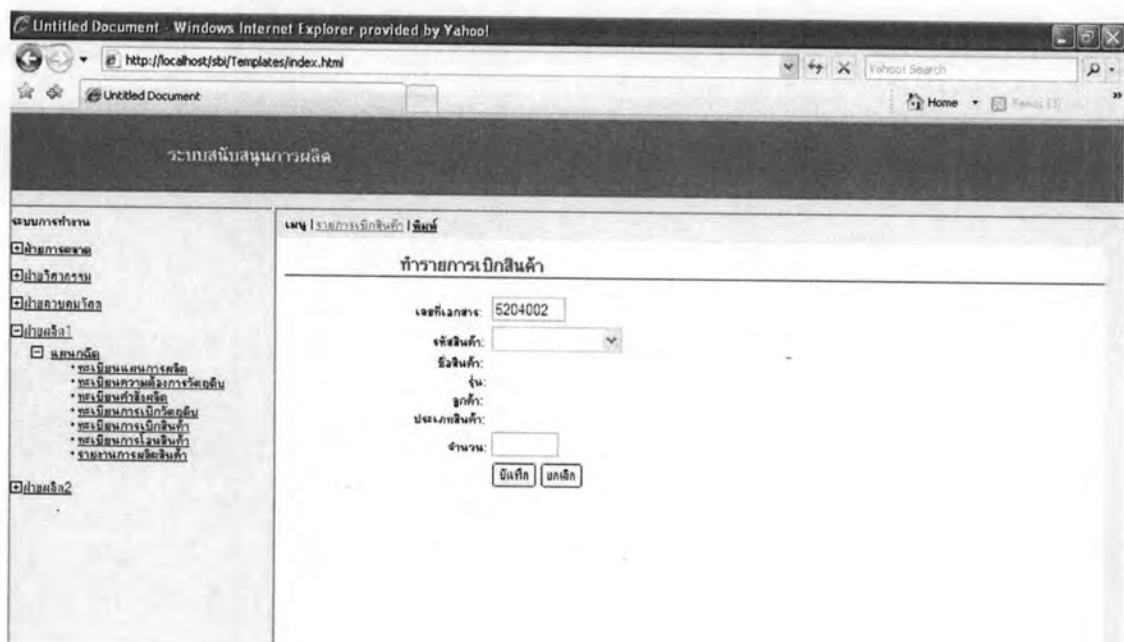 Untitled Document - Windows Internet Explorer provided by Yahoo!
http://localhost/sbi/Templates/index.html
Yahoo! Search
Untitled Document
Home
ระบบสนับสนุนการผลิต
ระบบการทำงาน
ฝ่ายการตลาด
ฝ่ายวิศวกรรม
ฝ่ายควบคุมวัสดุ
ฝ่ายผลิต1
แผนกฉีด
• ทะเบียนแผนการผลิต
• ทะเบียนความต้องการวัตถุดิบ
• ทะเบียนคำสั่งผลิต
• ทะเบียนการเบิกวัตถุดิบ
• ทะเบียนการเบิกสินค้า
• ทะเบียนการโอนสินค้า
• รายงานการผลิตสินค้า
ฝ่ายผลิต2
เมนู | รายการเบิกสินค้า | พิมพ์
ทำรายการเบิกสินค้า
เลขที่เอกสาร: 5204002
รหัสสินค้า:
ชื่อสินค้า:
รุ่น:
ลูกค้า:
ประเภทสินค้า:
จำนวน:
บันทึก ยกเลิก